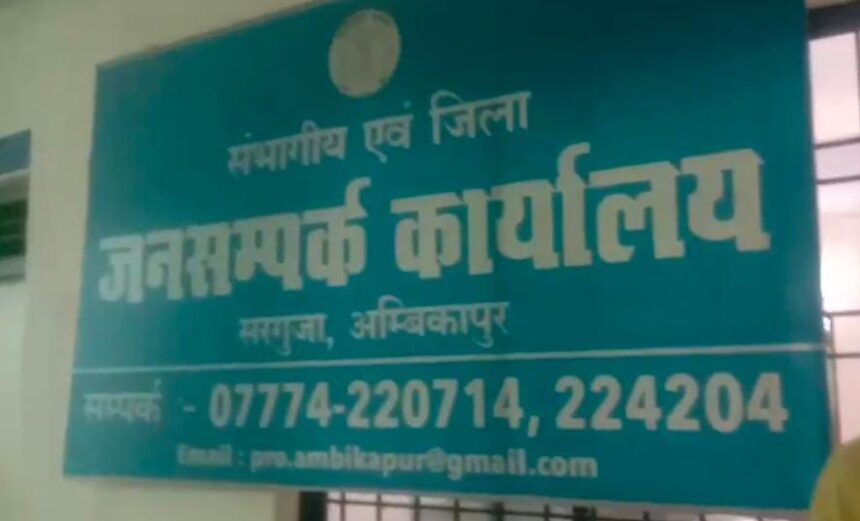 संभागीय एवं जिला
जनसम्पर्क कार्यालय
सरगुजा, अम्बिकापुर
सम्पर्क :- 07774-220714, 224204
Email : pro.ambikapur@gmail.com